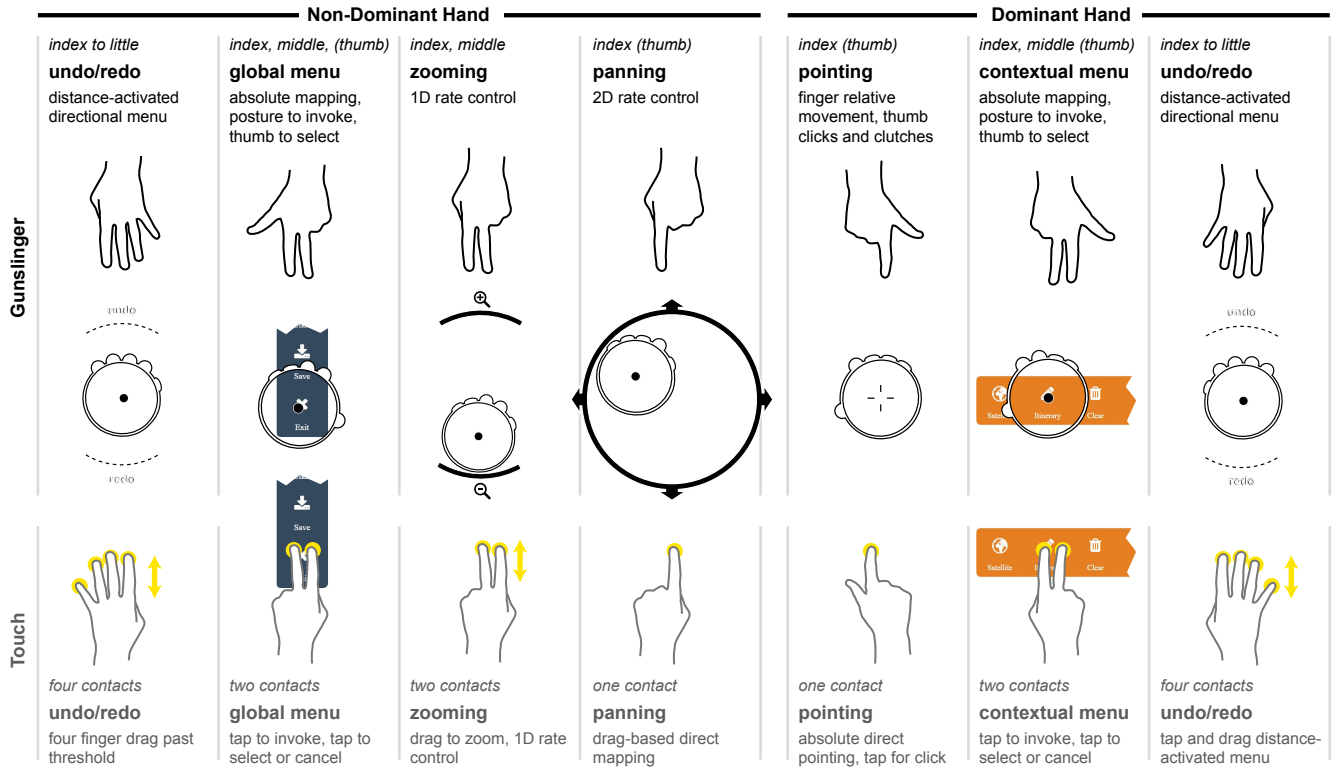 Non-Dominant Hand
Dominant Hand
Gunslinger
index to little
undo/redo
distance-activated
directional menu
undo
redo
index, middle, (thumb)
global menu
absolute mapping,
posture to invoke,
thumb to select
Save
Exit
index, middle
zooming
1D rate control
index (thumb)
panning
2D rate control
index (thumb)
pointing
finger relative
movement, thumb
clicks and clutches
index, middle (thumb)
contextual menu
absolute mapping,
posture to invoke,
thumb to select
Itinerary
Clear
index to little
undo/redo
distance-activated
directional menu
undo
redo
Touch
four contacts
undo/redo
four finger drag past
threshold
Save
two contacts
global menu
tap to invoke, tap to
select or cancel
two contacts
zooming
drag to zoom, 1D rate
control
one contact
panning
drag-based direct
mapping
one contact
pointing
absolute direct
pointing, tap for click
Satellite
Clear
two contacts
contextual menu
tap to invoke, tap to
select or cancel
four contacts
undo/redo
tap and drag distance-
activated menu